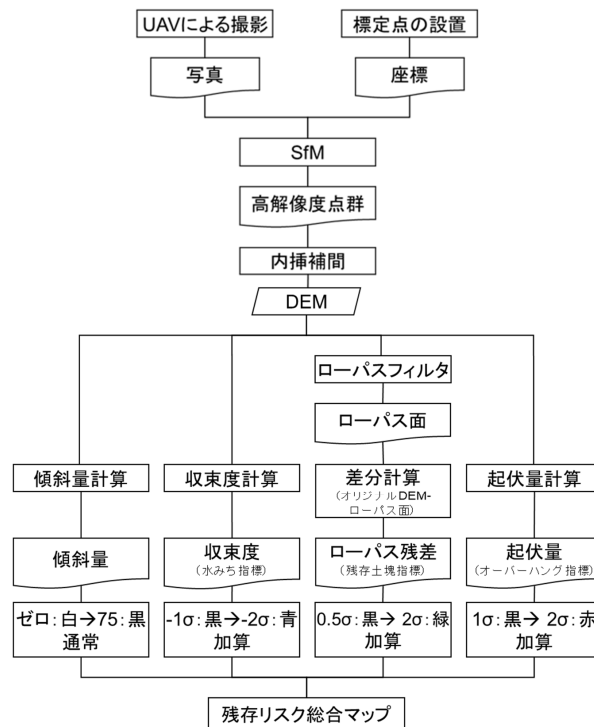 UAVによる撮影
標定点の設置
写真
座標
SfM
高解像度点群
内挿補間
DEM
ローパスフィルタ
ローパス面
傾斜量計算
収束度計算
差分計算
(オリジナルDEM-
ローパス面)
起伏量計算
傾斜量
収束度
(水みち指標)
ローパス残差
(残存土塊指標)
起伏量
(オーバーハング指標)
ゼロ:白→75:黒
通常
-1σ:黒→-2σ:青
加算
0.5σ:黒→ 2σ:緑
加算
1σ:黒→ 2σ:赤
加算
残存リスク総合マップ